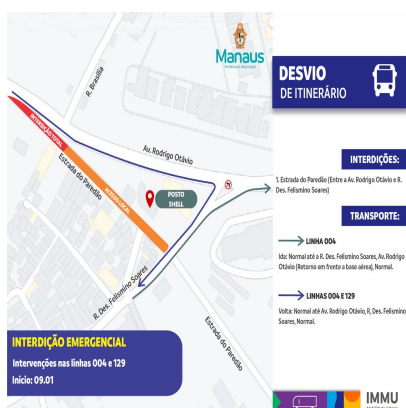 Manaus
Prefeitura Municipal
R. Brasília
INTERDIÇÃO TOTAL
Estrada do Paredão
ACESSO LOCAL
Av. Rodrigo Otávio
POSTO
SHELL
R. Des. Felismino Soares
Estrada do Paredão
INTERDIÇÃO EMERGENCIAL
Intervenções nas linhas 004 e 129
Início: 09.01
DESVIO
DE ITINERÁRIO
INTERDIÇÕES:
1. Estrada do Paredão (Entre a Av. Rodrigo Otávio e R.
Des. Felismino Soares)
TRANSPORTE:
LINHA 004
Ida: Normal até a R. Des. Felismino Soares, Av. Rodrigo
Otávio (Retorno em frente a base aérea), Normal.
LINHAS 004 E 129
Volta: Normal até Av. Rodrigo Otávio, R, Des. Felismino
Soares, Normal.
IMMU